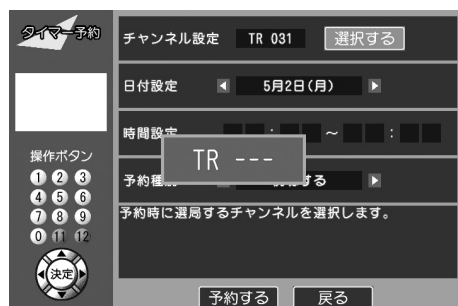 タイマー予約
チャンネル設定 TR 031 選択する
日付設定 ◀ 5月2日(月) ▶
時間設定 : ～ :
TR ---
予約種 する ▶
操作ボタン
1 2 3
4 5 6
7 8 9
0 11 12
決定
予約時に選局するチャンネルを選択します。
予約する 戻る